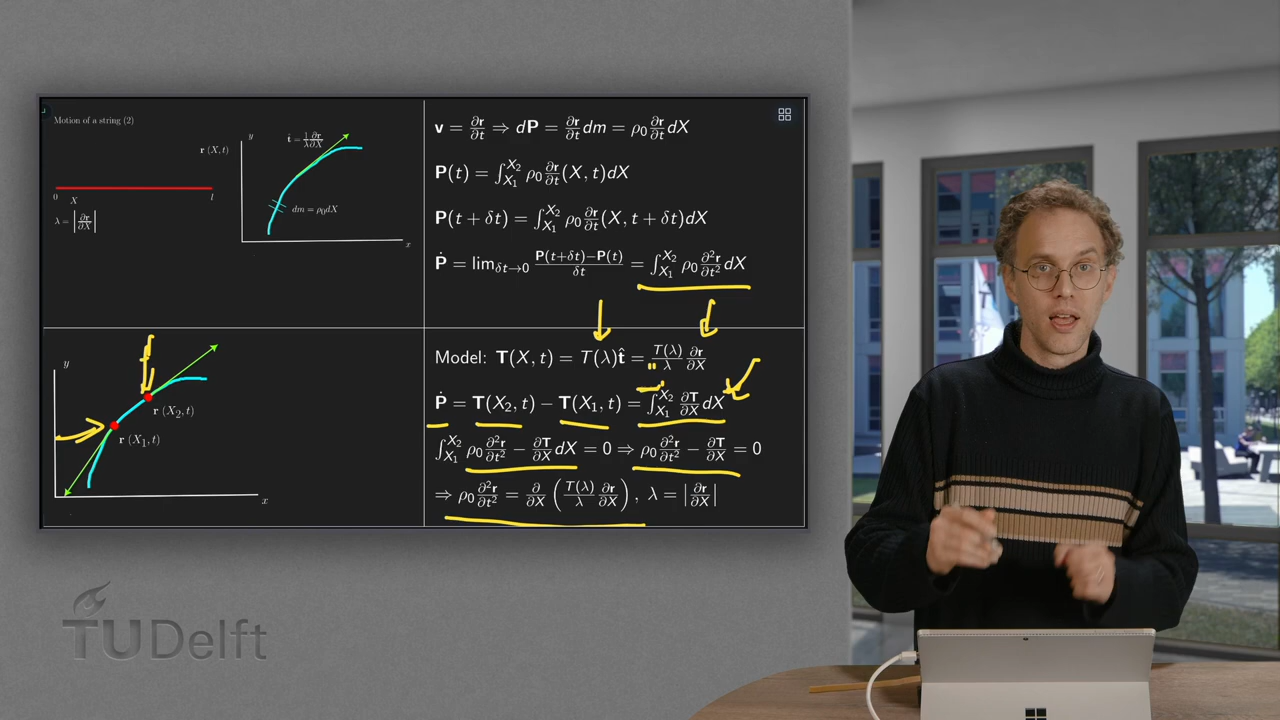 Motion of a string (2)
r (X, t)
y
t̂ = 1/λ ∂r/∂X
0
X
l
λ = |∂r/∂X|
dm = ρ₀dX
x
v = ∂r/∂t ⇒ dP = ∂r/∂t dm = ρ₀ ∂r/∂t dX
P(t) = ∫_{X₁}^{X₂} ρ₀ ∂r/∂t (X, t)dX
P(t + δt) = ∫_{X₁}^{X₂} ρ₀ ∂r/∂t (X, t + δt)dX
Ṗ = lim_{δt→0} P(t+δt)−P(t)/δt = ∫_{X₁}^{X₂} ρ₀ ∂²r/∂t² dX
y
r (X₂, t)
r (X₁, t)
x
Model: T(X, t) = T(λ)t̂ = T(λ)/λ ∂r/∂X
Ṗ = T(X₂, t) − T(X₁, t) = ∫_{X₁}^{X₂} ∂T/∂X dX
∫_{X₁}^{X₂} ρ₀ ∂²r/∂t² − ∂T/∂X dX = 0 ⇒ ρ₀ ∂²r/∂t² − ∂T/∂X = 0
⇒ ρ₀ ∂²r/∂t² = ∂/∂X (T(λ)/λ ∂r/∂X), λ = |∂r/∂X|
TUDelft